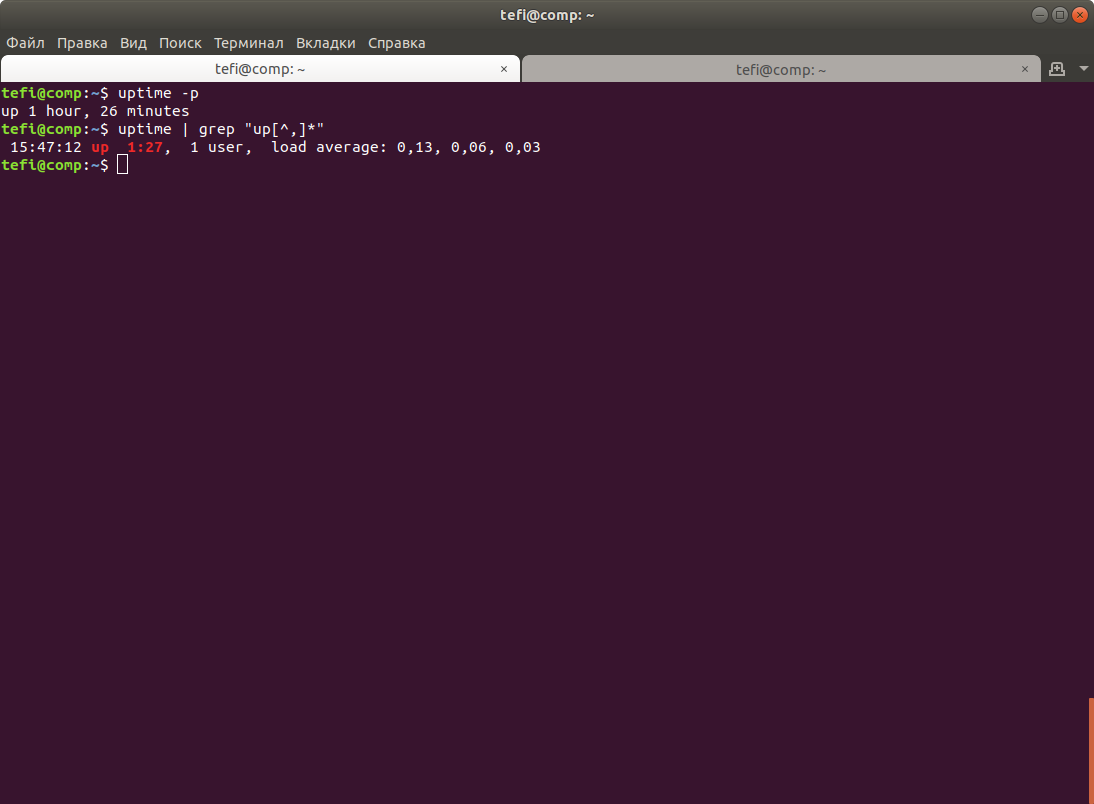 tefi@comp: ~
Файл Правка Вид Поиск Терминал Вкладки Справка
tefi@comp: ~ × tefi@comp: ~ ×
tefi@comp:~$ uptime -p
up 1 hour, 26 minutes
tefi@comp:~$ uptime | grep "up[^,]*"
 15:47:12 up  1:27,  1 user,  load average: 0,13, 0,06, 0,03
tefi@comp:~$